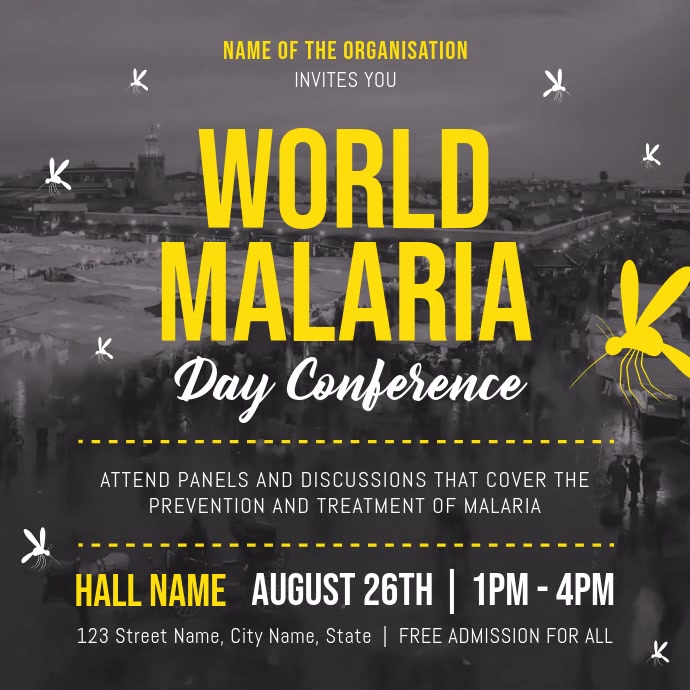 NAME OF THE ORGANISATION
INVITES YOU
WORLD
MALARIA
Day Conference
ATTEND PANELS AND DISCUSSIONS THAT COVER THE
PREVENTION AND TREATMENT OF MALARIA
HALL NAME AUGUST 26TH | 1PM - 4PM
123 Street Name, City Name, State | FREE ADMISSION FOR ALL